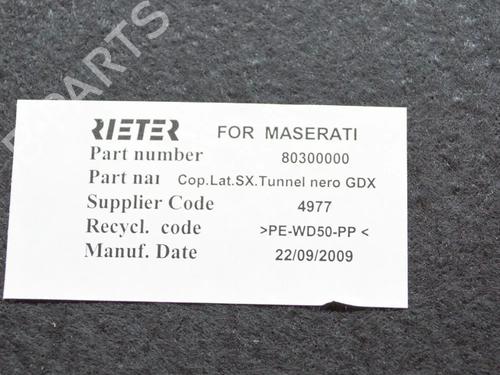 RIETER FOR MASERATI
Part number 80300000
Part nar Cop.Lat.SX.Tunnel nero GDX
Supplier Code 4977
Recycl. code >PE-WD50-PP <
Manuf. Date 22/09/2009